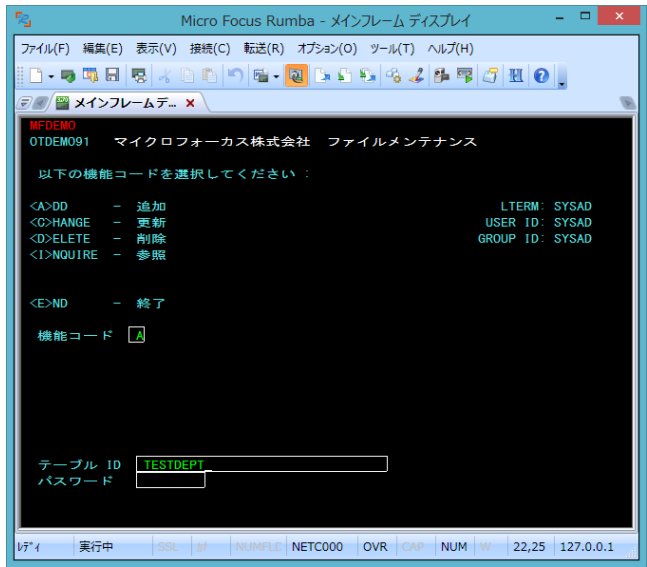 Micro Focus Rumba - メインフレーム ディスプレイ
ファイル(F) 編集(E) 表示(V) 接続(C) 転送(R) オプション(O) ツール(T) ヘルプ(H)
メインフレームデ...
MFDEMO
OTDEMO91 マイクロフォーカス株式会社 ファイルメンテナンス
以下の機能コードを選択してください :
<A>DD - 追加 LTERM: SYSAD
<C>HANGE - 更新 USER ID: SYSAD
<D>ELETE - 削除 GROUP ID: SYSAD
<I>NQUIRE - 参照
<E>ND - 終了
機能コード A
テーブル ID TESTDEPT_
パスワード
ﾚﾃﾞｨ 実行中 SSL NUMFLD NETC000 OVR CAP NUM W 22,25 127.0.0.1